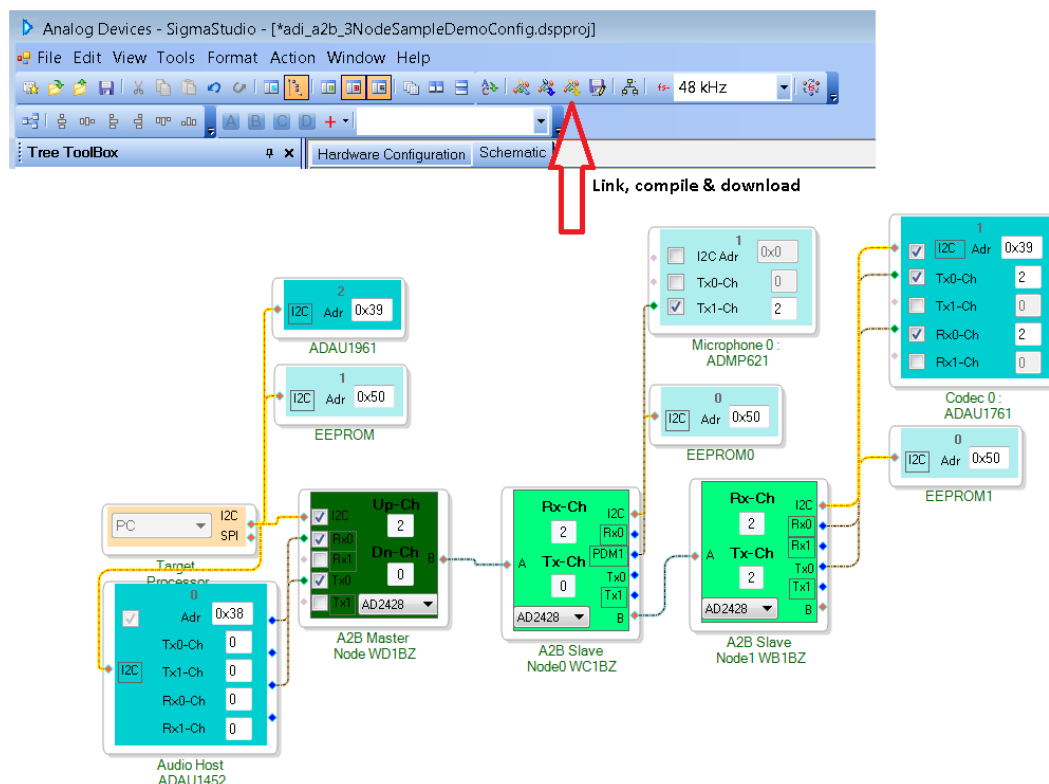 Analog Devices - SigmaStudio - [*adi_a2b_3NodeSampleDemoConfig.dspproj]
File Edit View Tools Format Action Window Help
fs- 48 kHz
A B C D
Tree ToolBox
Hardware Configuration
Schematic
Link, compile & download
2
I2C Adr 0x39
ADAU1961
1
I2C Adr 0x50
EEPROM
PC
I2C
SPI
Target
Processor
0
Adr 0x38
Tx0-Ch 0
I2C
Tx1-Ch 0
Rx0-Ch 0
Rx1-Ch 0
Audio Host
ADAU1452
I2C
Rx0
Rx1
Tx0
Tx1
Up-Ch
2
Dn-Ch
0
B
AD2428
A2B Master
Node WD1BZ
A
Rx-Ch
2
Tx-Ch
0
I2C
Rx0
PDM1
Tx0
Tx1
B
AD2428
A2B Slave
Node0 WC1BZ
1
I2C Adr 0x0
Tx0-Ch 0
Tx1-Ch 2
Microphone 0 :
ADMP621
0
I2C Adr 0x50
EEPROM0
A
Rx-Ch
2
Tx-Ch
2
I2C
Rx0
Rx1
Tx0
Tx1
B
AD2428
A2B Slave
Node1 WB1BZ
1
I2C Adr 0x39
Tx0-Ch 2
Tx1-Ch 0
Rx0-Ch 2
Rx1-Ch 0
Codec 0 :
ADAU1761
0
I2C Adr 0x50
EEPROM1